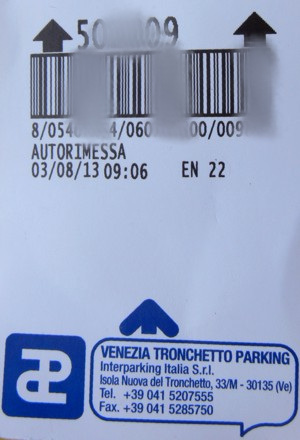 AUTORIMESSA
03/08/13 09:06 EN 22
VENEZIA TRONCHETTO PARKING
Interparking Italia S.r.l.
Isola Nuova del Tronchetto, 33/M - 30135 (Ve)
Tel. +39 041 5207555
Fax. +39 041 5285750